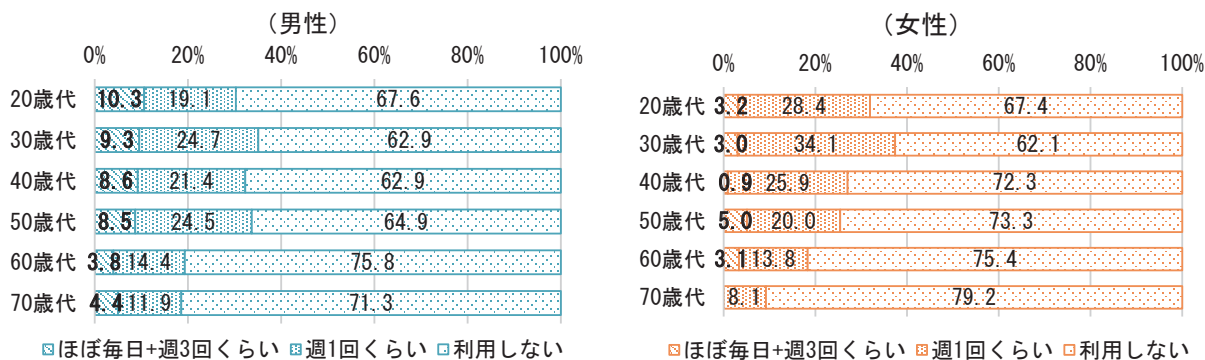 (男性)
0% 20% 40% 60% 80% 100%
20歳代 10.3 19.1 67.6
30歳代 9.3 24.7 62.9
40歳代 8.6 21.4 62.9
50歳代 8.5 24.5 64.9
60歳代 3.8 14.4 75.8
70歳代 4.4 11.9 71.3
ほぼ毎日+週3回くらい 週1回くらい 利用しない
(女性)
0% 20% 40% 60% 80% 100%
20歳代 3.2 28.4 67.4
30歳代 3.0 34.1 62.1
40歳代 0.9 25.9 72.3
50歳代 5.0 20.0 73.3
60歳代 3.1 13.8 75.4
70歳代 8.1 79.2
ほぼ毎日+週3回くらい 週1回くらい 利用しない